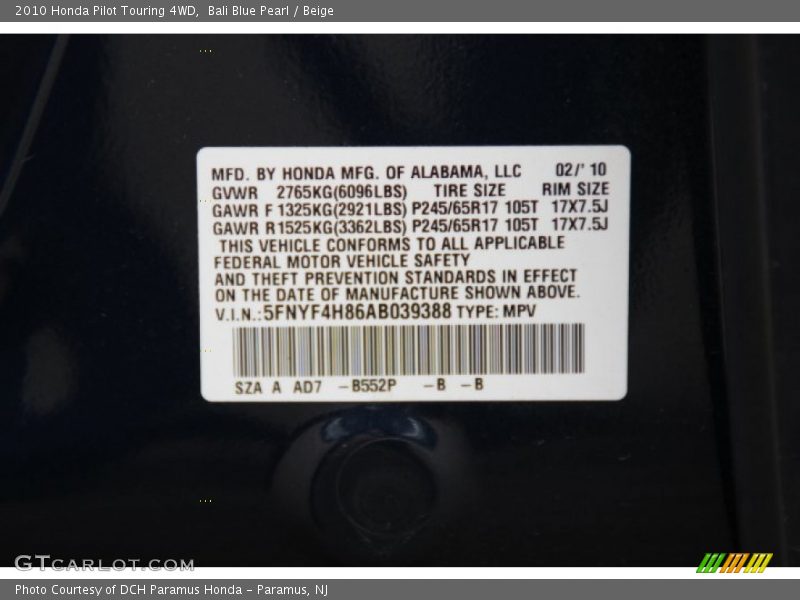 2010 Honda Pilot Touring 4WD, Bali Blue Pearl / Beige
MFD. BY HONDA MFG. OF ALABAMA, LLC 02/' 10
GVWR 2765KG(6096LBS) TIRE SIZE RIM SIZE
GAWR F 1325KG(2921LBS) P245/65R17 105T 17X7.5J
GAWR R1525KG(3362LBS) P245/65R17 105T 17X7.5J
THIS VEHICLE CONFORMS TO ALL APPLICABLE
FEDERAL MOTOR VEHICLE SAFETY
AND THEFT PREVENTION STANDARDS IN EFFECT
ON THE DATE OF MANUFACTURE SHOWN ABOVE.
V.I.N.:5FNYF4H86AB039388 TYPE: MPV
SZA A AD7 -B552P -B -B
GTCARLOT.COM
Photo Courtesy of DCH Paramus Honda - Paramus, NJ